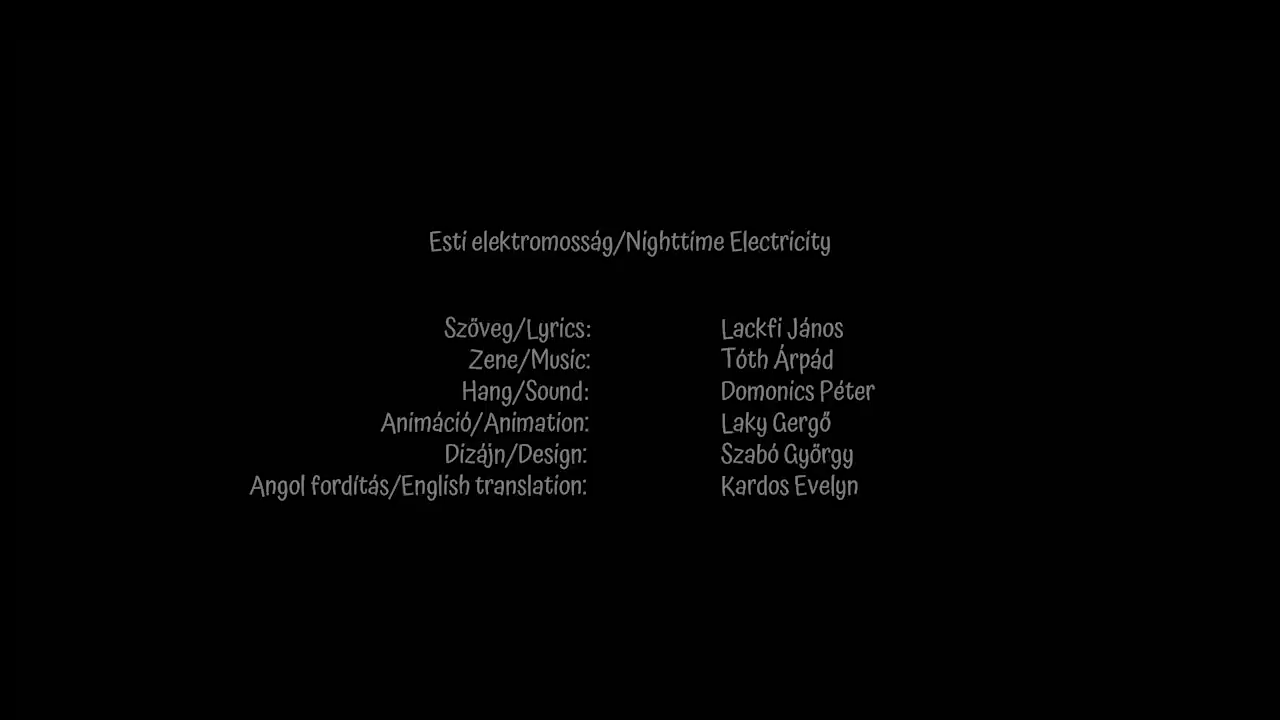 Esti elektromosság/Nighttime Electricity
Szöveg/Lyrics: Lackfi János
Zene/Music: Tóth Árpád
Hang/Sound: Domonics Péter
Animáció/Animation: Laky Gergő
Dizájn/Design: Szabó György
Angol fordítás/English translation: Kardos Evelyn